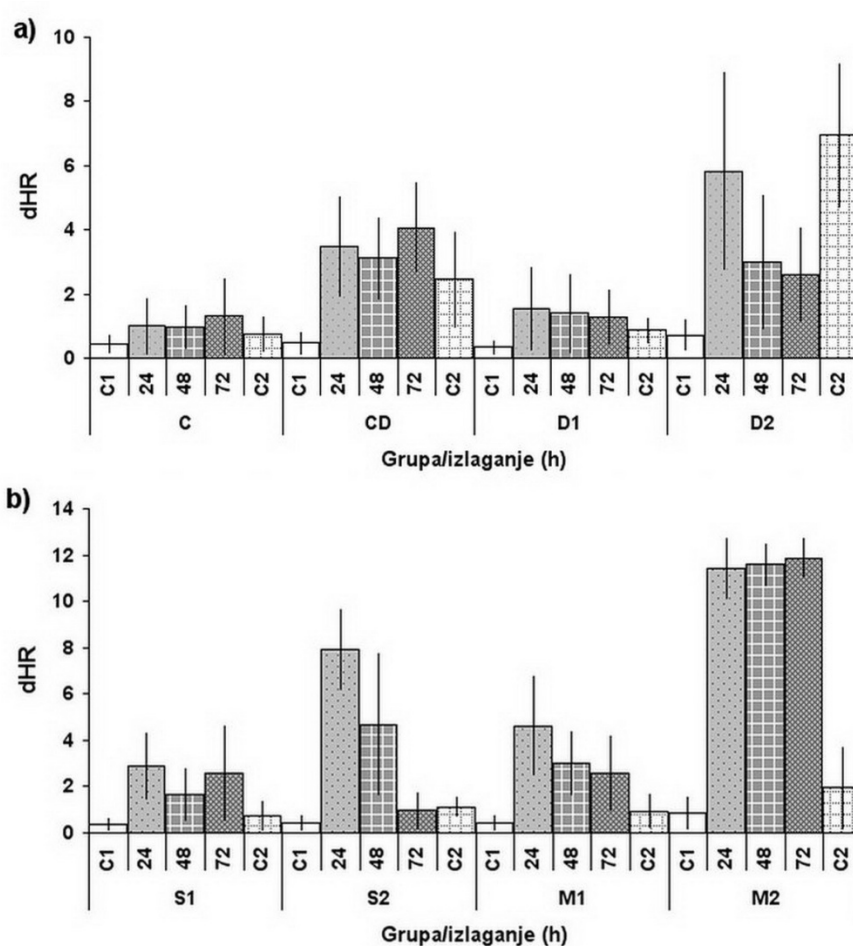 a)
10
8
6
4
2
0
dHR
C1 24 48 72 C2 C1 24 48 72 C2 C1 24 48 72 C2 C1 24 48 72 C2
C CD D1 D2
Grupa/izlaganje (h)
b)
14
12
10
8
6
4
2
0
dHR
C1 24 48 72 C2 C1 24 48 72 C2 C1 24 48 72 C2 C1 24 48 72 C2
S1 S2 M1 M2
Grupa/izlaganje (h)